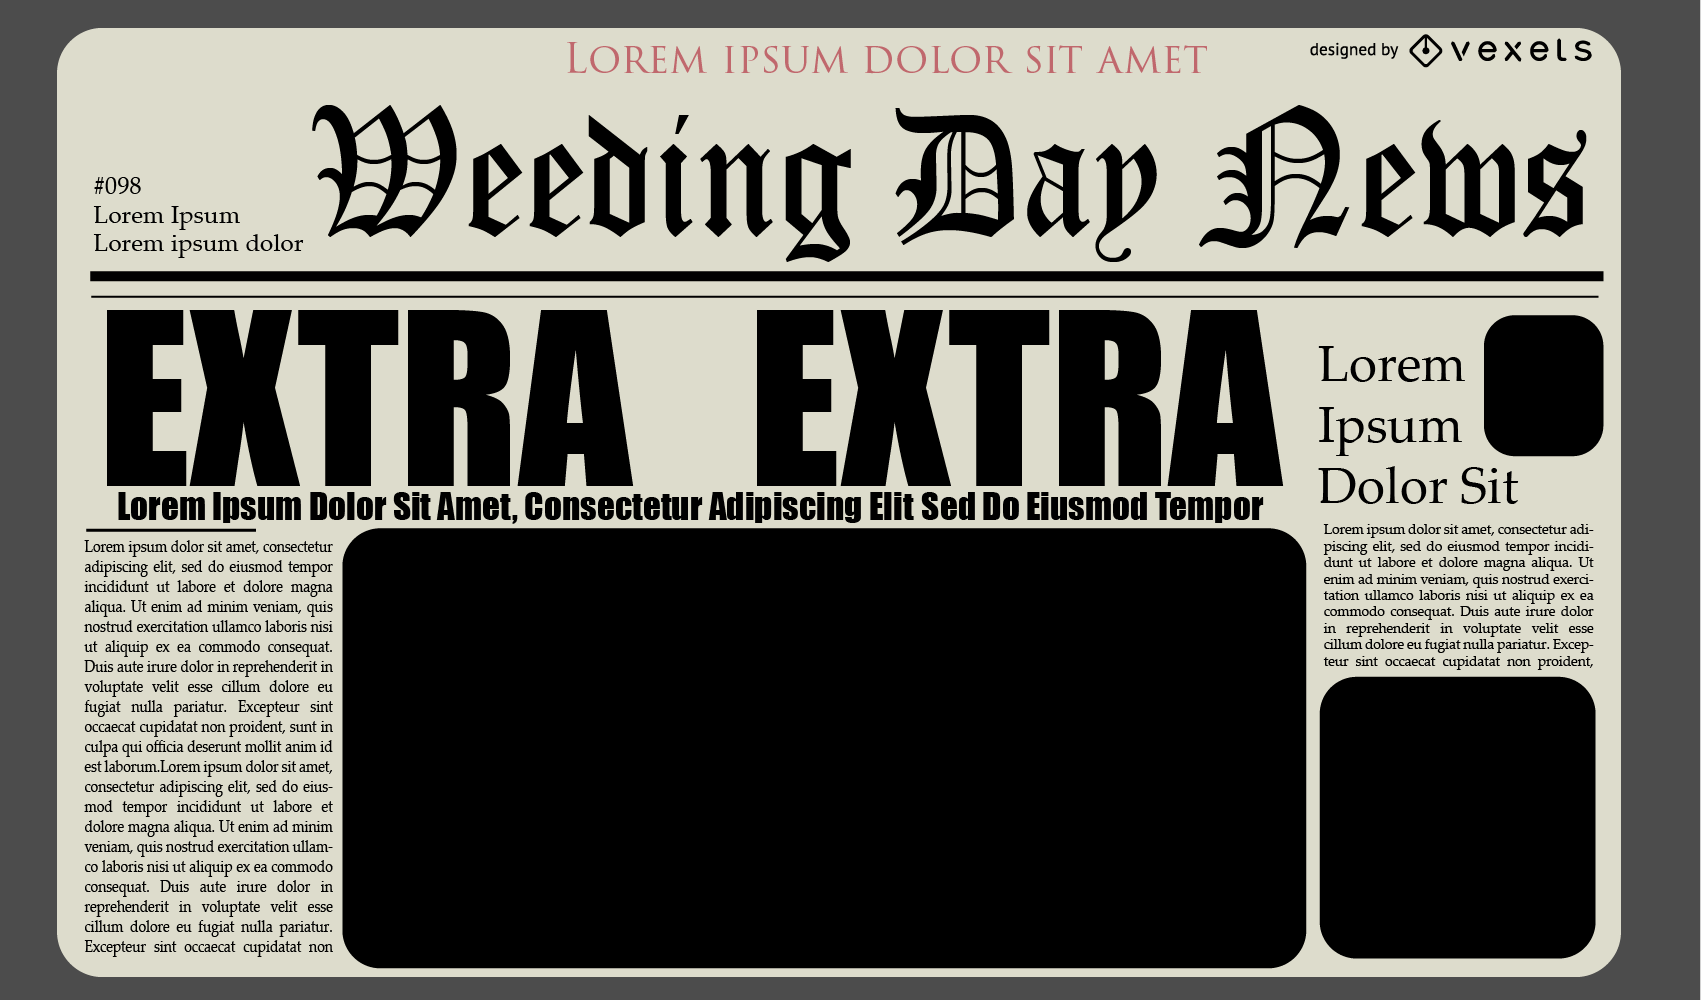 Lorem ipsum dolor sit amet
designed by vexels
Weeding Day News
#098
Lorem Ipsum
Lorem ipsum dolor
EXTRA EXTRA
Lorem Ipsum Dolor Sit Amet, Consectetur Adipiscing Elit Sed Do Eiusmod Tempor
Lorem ipsum dolor sit amet, consectetur
adipiscing elit, sed do eiusmod tempor
incididunt ut labore et dolore magna
aliqua. Ut enim ad minim veniam, quis
nostrud exercitation ullamco laboris nisi
ut aliquip ex ea commodo consequat.
Duis aute irure dolor in reprehenderit in
voluptate velit esse cillum dolore eu
fugiat nulla pariatur. Excepteur sint
occaecat cupidatat non proident, sunt in
culpa qui officia deserunt mollit anim id
est laborum.Lorem ipsum dolor sit amet,
consectetur adipiscing elit, sed do eius-
mod tempor incididunt ut labore et
dolore magna aliqua. Ut enim ad minim
veniam, quis nostrud exercitation ullam-
co laboris nisi ut aliquip ex ea commodo
consequat. Duis aute irure dolor in
reprehenderit in voluptate velit esse
cillum dolore eu fugiat nulla pariatur.
Excepteur sint occaecat cupidatat non
Lorem
Ipsum
Dolor Sit
Lorem ipsum dolor sit amet, consectetur adi-
piscing elit, sed do eiusmod tempor incidi-
dunt ut labore et dolore magna aliqua. Ut
enim ad minim veniam, quis nostrud exerci-
tation ullamco laboris nisi ut aliquip ex ea
commodo consequat. Duis aute irure dolor
in reprehenderit in voluptate velit esse
cillum dolore eu fugiat nulla pariatur. Excep-
teur sint occaecat cupidatat non proident,